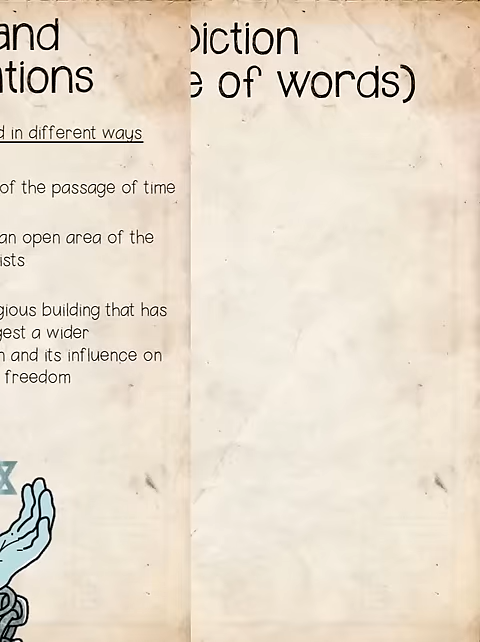 and
ations
d in different ways
of the passage of time
an open area of the
ists
gious building that has
gest a wider
n and its influence on
freedom
Diction
e of words)